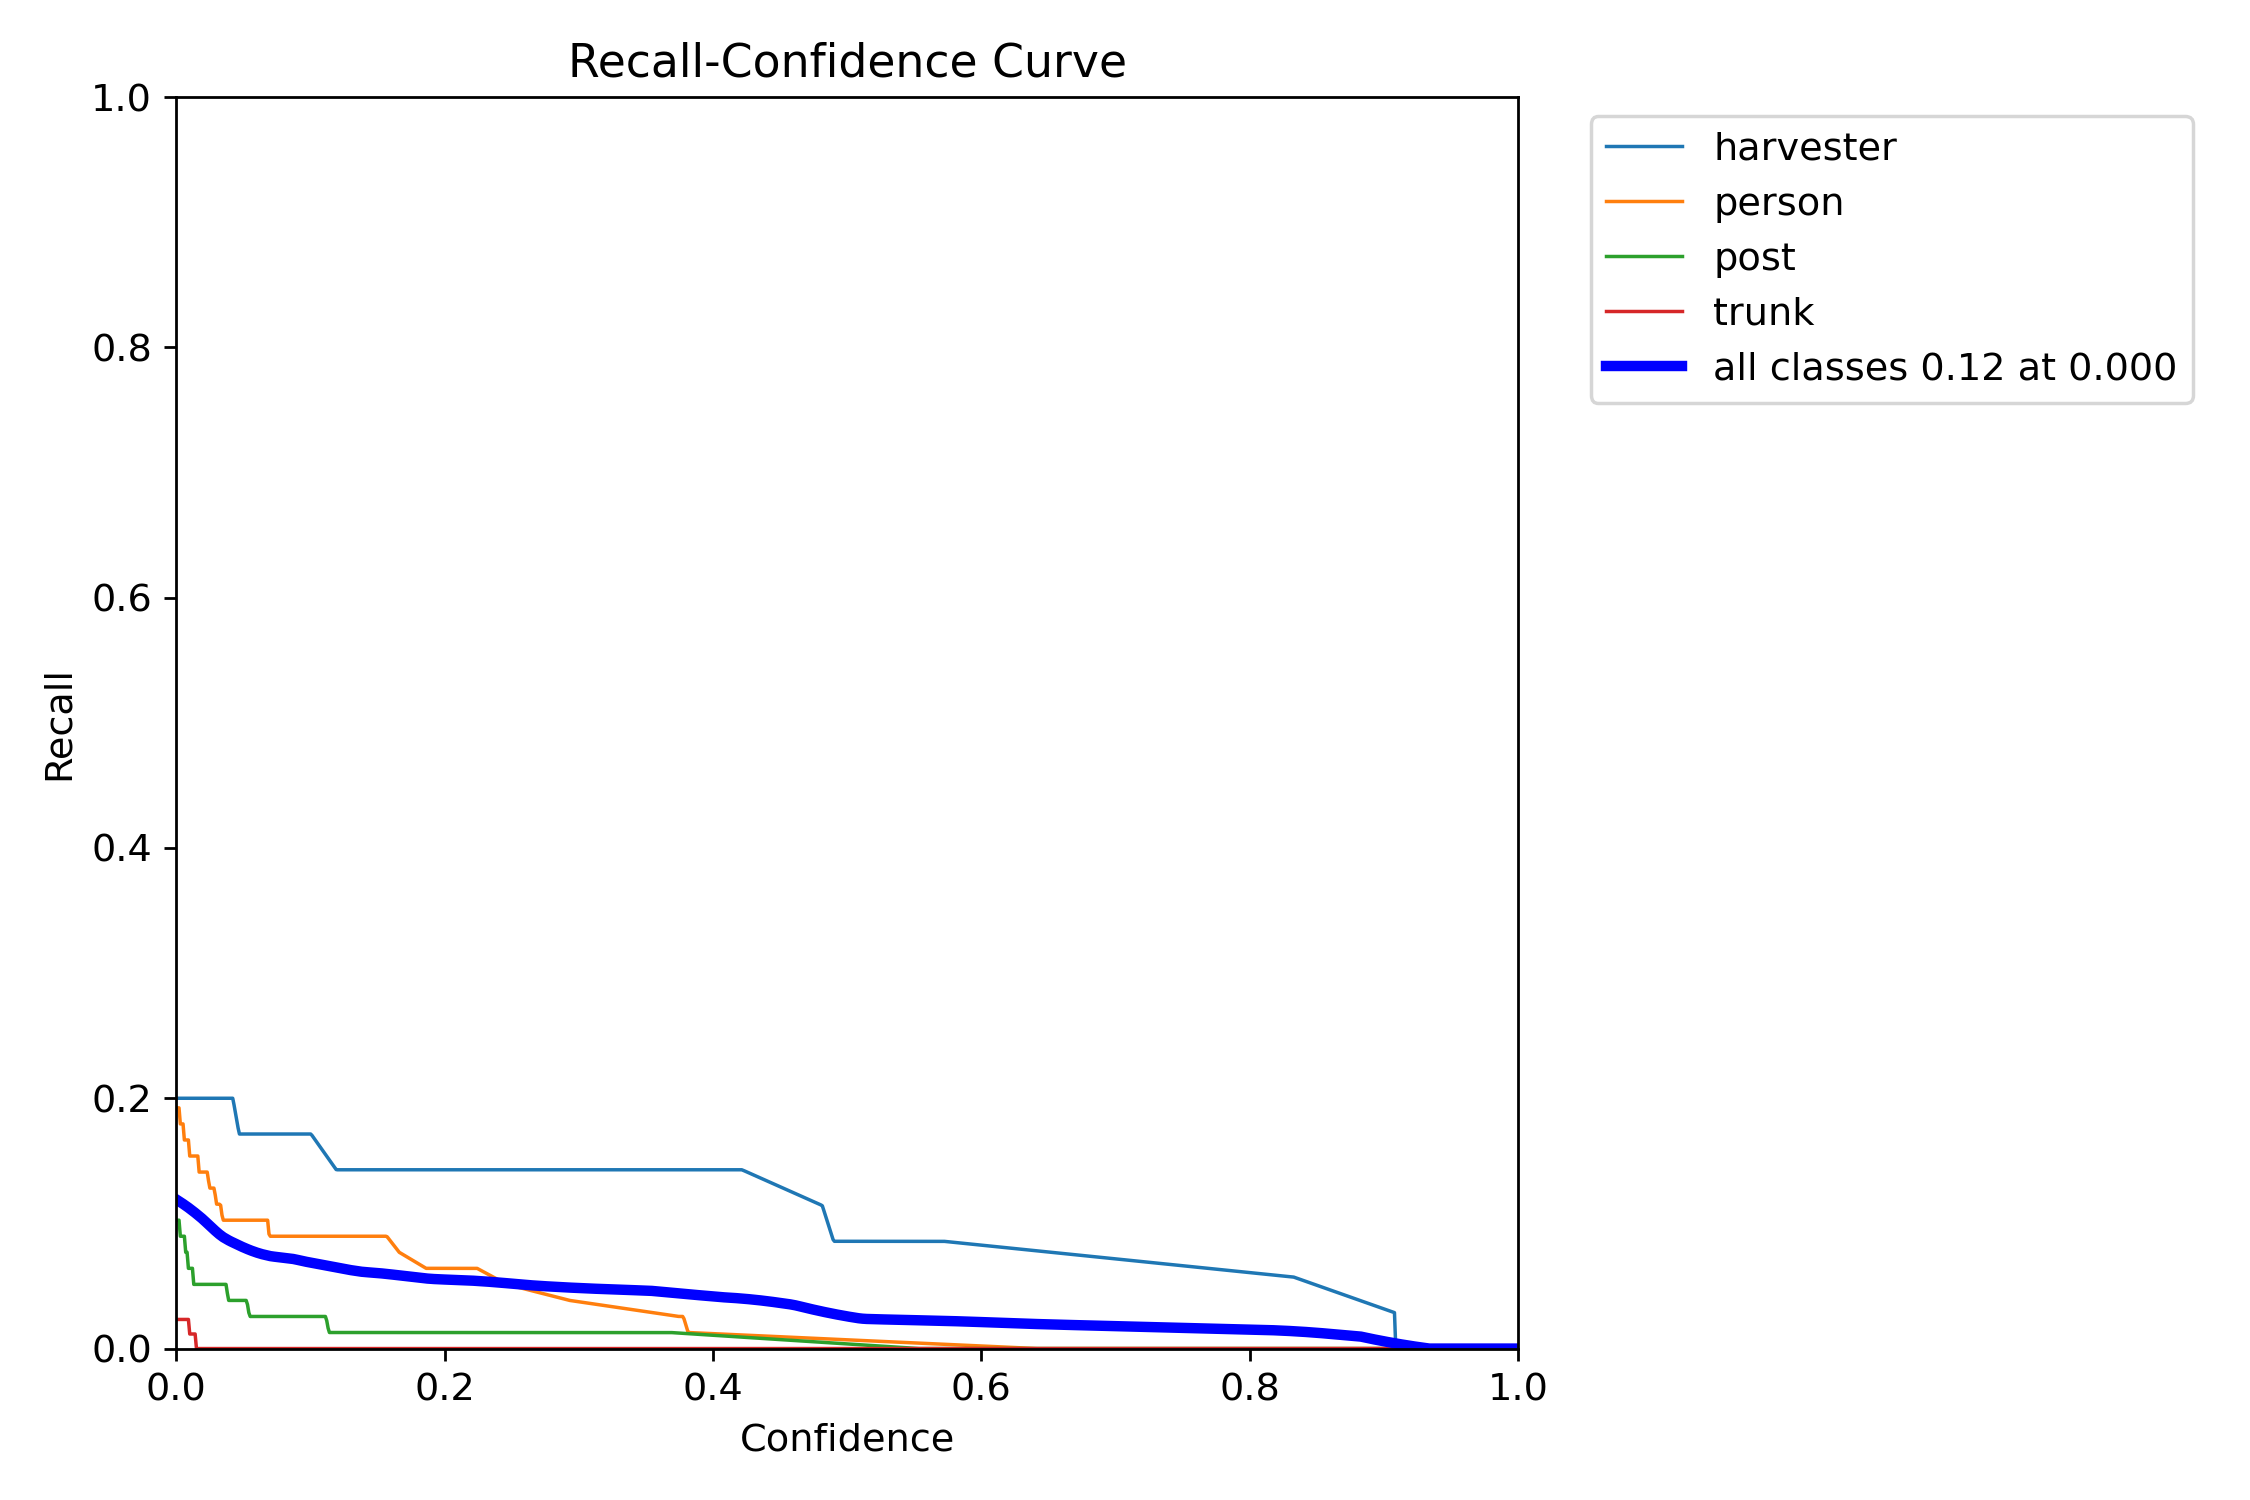 Recall-Confidence Curve
1.0
0.8
0.6
0.4
0.2
0.0
Recall
0.0 0.2 0.4 0.6 0.8 1.0
Confidence
harvester
person
post
trunk
all classes 0.12 at 0.000